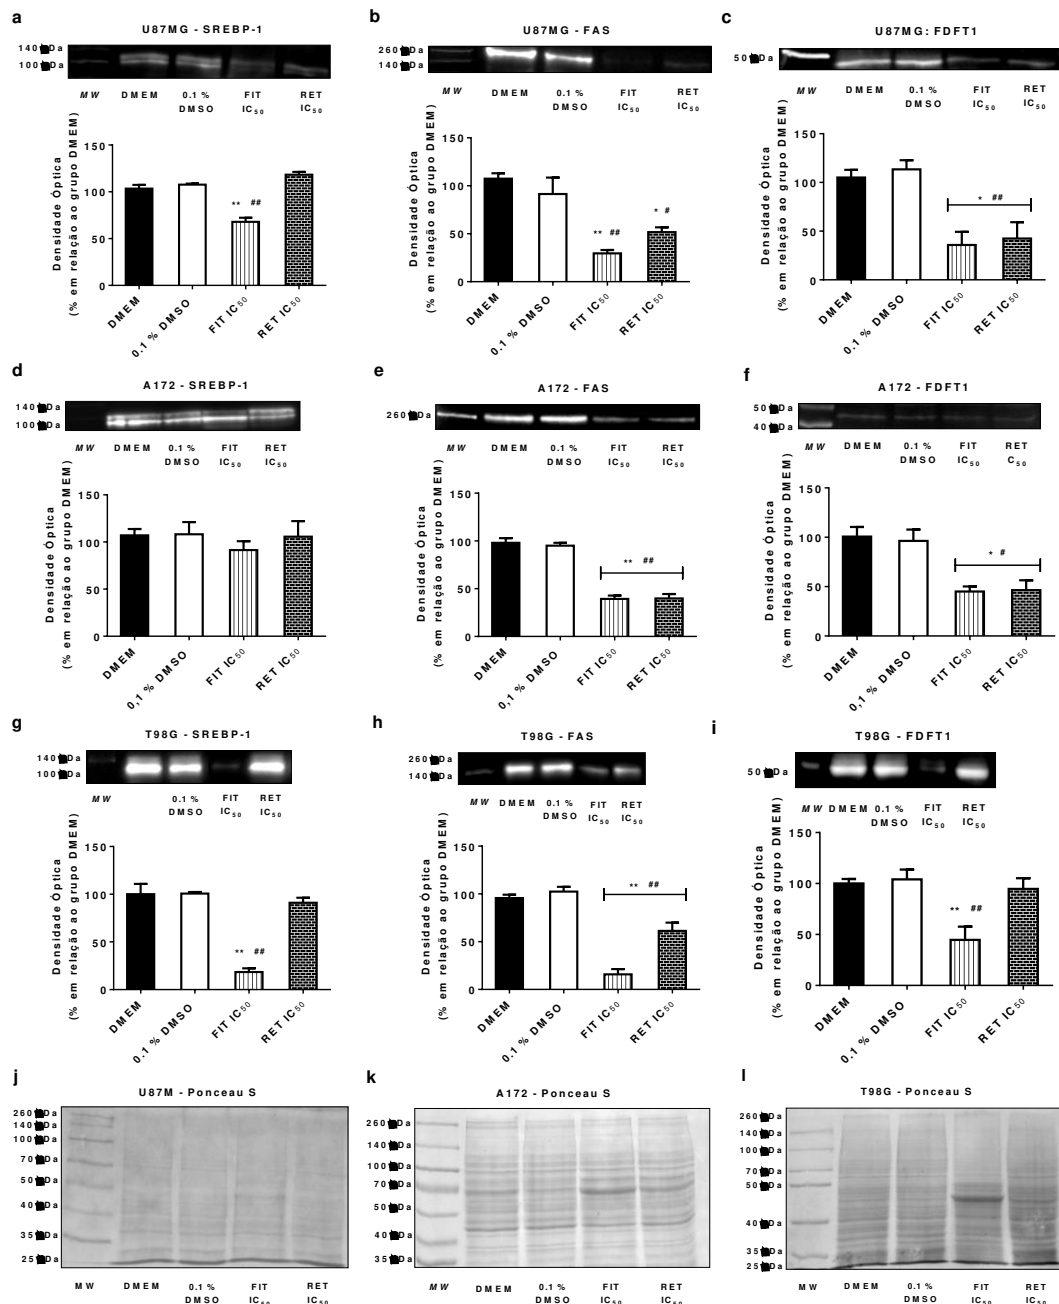 a
U87MG - SREBP-1
140 kDa
100 kDa
MW DMEM 0.1 % DMSO FIT IC50 RET IC50
Densidade Óptica
(% em relação ao grupo DMEM)
150
100
50
0
** ##
DMEM
0.1 % DMSO
FIT IC50
RET IC50
b
U87MG - FAS
260 kDa
140 kDa
MW DMEM 0.1 % DMSO FIT IC50 RET IC50
Densidade Óptica
(% em relação ao grupo DMEM)
150
100
50
0
** ##
* #
DMEM
0.1 % DMSO
FIT IC50
RET IC50
c
U87MG: FDFT1
50 kDa
MW DMEM 0.1 % DMSO FIT IC50 RET IC50
Densidade Óptica
(% em relação ao grupo DMEM)
150
100
50
0
* ##
DMEM
0.1 % DMSO
FIT IC50
RET IC50
d
A172 - SREBP-1
140 kDa
100 kDa
MW DMEM 0.1 % DMSO FIT IC50 RET IC50
Densidade Óptica
(% em relação ao grupo DMEM)
150
100
50
0
DMEM
0,1 % DMSO
FIT IC50
RET IC50
e
A172 - FAS
260 kDa
MW DMEM 0.1 % DMSO FIT IC50 RET IC50
Densidade Óptica
(% em relação ao grupo DMEM)
150
100
50
0
** ##
DMEM
0,1 % DMSO
FIT IC50
RET IC50
f
A172 - FDFT1
50 kDa
40 kDa
MW DMEM 0.1 % DMSO FIT IC50 RET C50
Densidade Óptica
(% em relação ao grupo DMEM)
150
100
50
0
* #
DMEM
0,1 % DMSO
FIT IC50
RET IC50
g
T98G - SREBP-1
140 kDa
100 kDa
MW 0.1 % DMSO FIT IC50 RET IC50
Densidade Óptica
(% em relação ao grupo DMEM)
150
100
50
0
** ##
DMEM
0.1 % DMSO
FIT IC50
RET IC50
h
T98G - FAS
260 kDa
140 kDa
MW DMEM 0.1 % DMSO FIT IC50 RET IC50
Densidade Óptica
(% em relação ao grupo DMEM)
150
100
50
0
** ##
DMEM
0.1 % DMSO
FIT IC50
RET IC50
i
T98G - FDFT1
50 kDa
MW DMEM 0.1 % DMSO FIT IC50 RET IC50
Densidade Óptica
(% em relação ao grupo DMEM)
150
100
50
0
** ##
DMEM
0.1 % DMSO
FIT IC50
RET IC50
j
U87M - Ponceau S
260 kDa
140 kDa
100 kDa
70 kDa
50 kDa
40 kDa
35 kDa
25 kDa
MW DMEM 0.1 % DMSO FIT IC50 RET IC50
k
A172 - Ponceau S
260 kDa
140 kDa
100 kDa
70 kDa
50 kDa
40 kDa
35 kDa
MW DMEM 0.1 % DMSO FIT IC50 RET IC50
l
T98G - Ponceau S
260 kDa
140 kDa
100 kDa
70 kDa
50 kDa
40 kDa
35 kDa
25 kDa
MW DMEM 0.1 % DMSO FIT IC50 RET IC50